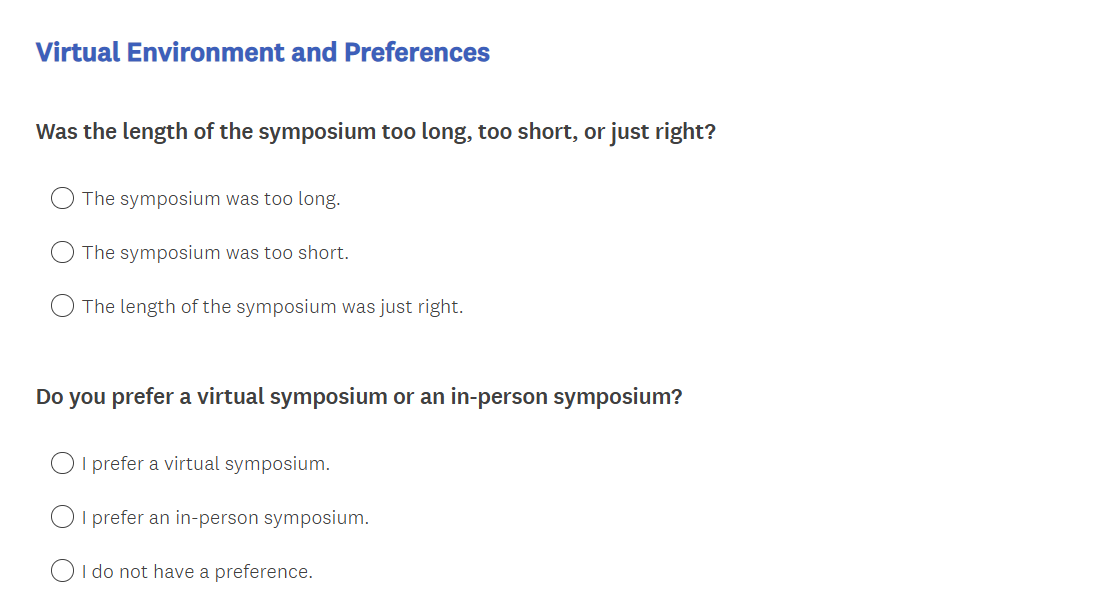 Virtual Environment and Preferences
Was the length of the symposium too long, too short, or just right?
The symposium was too long.
The symposium was too short.
The length of the symposium was just right.
Do you prefer a virtual symposium or an in-person symposium?
I prefer a virtual symposium.
I prefer an in-person symposium.
I do not have a preference.